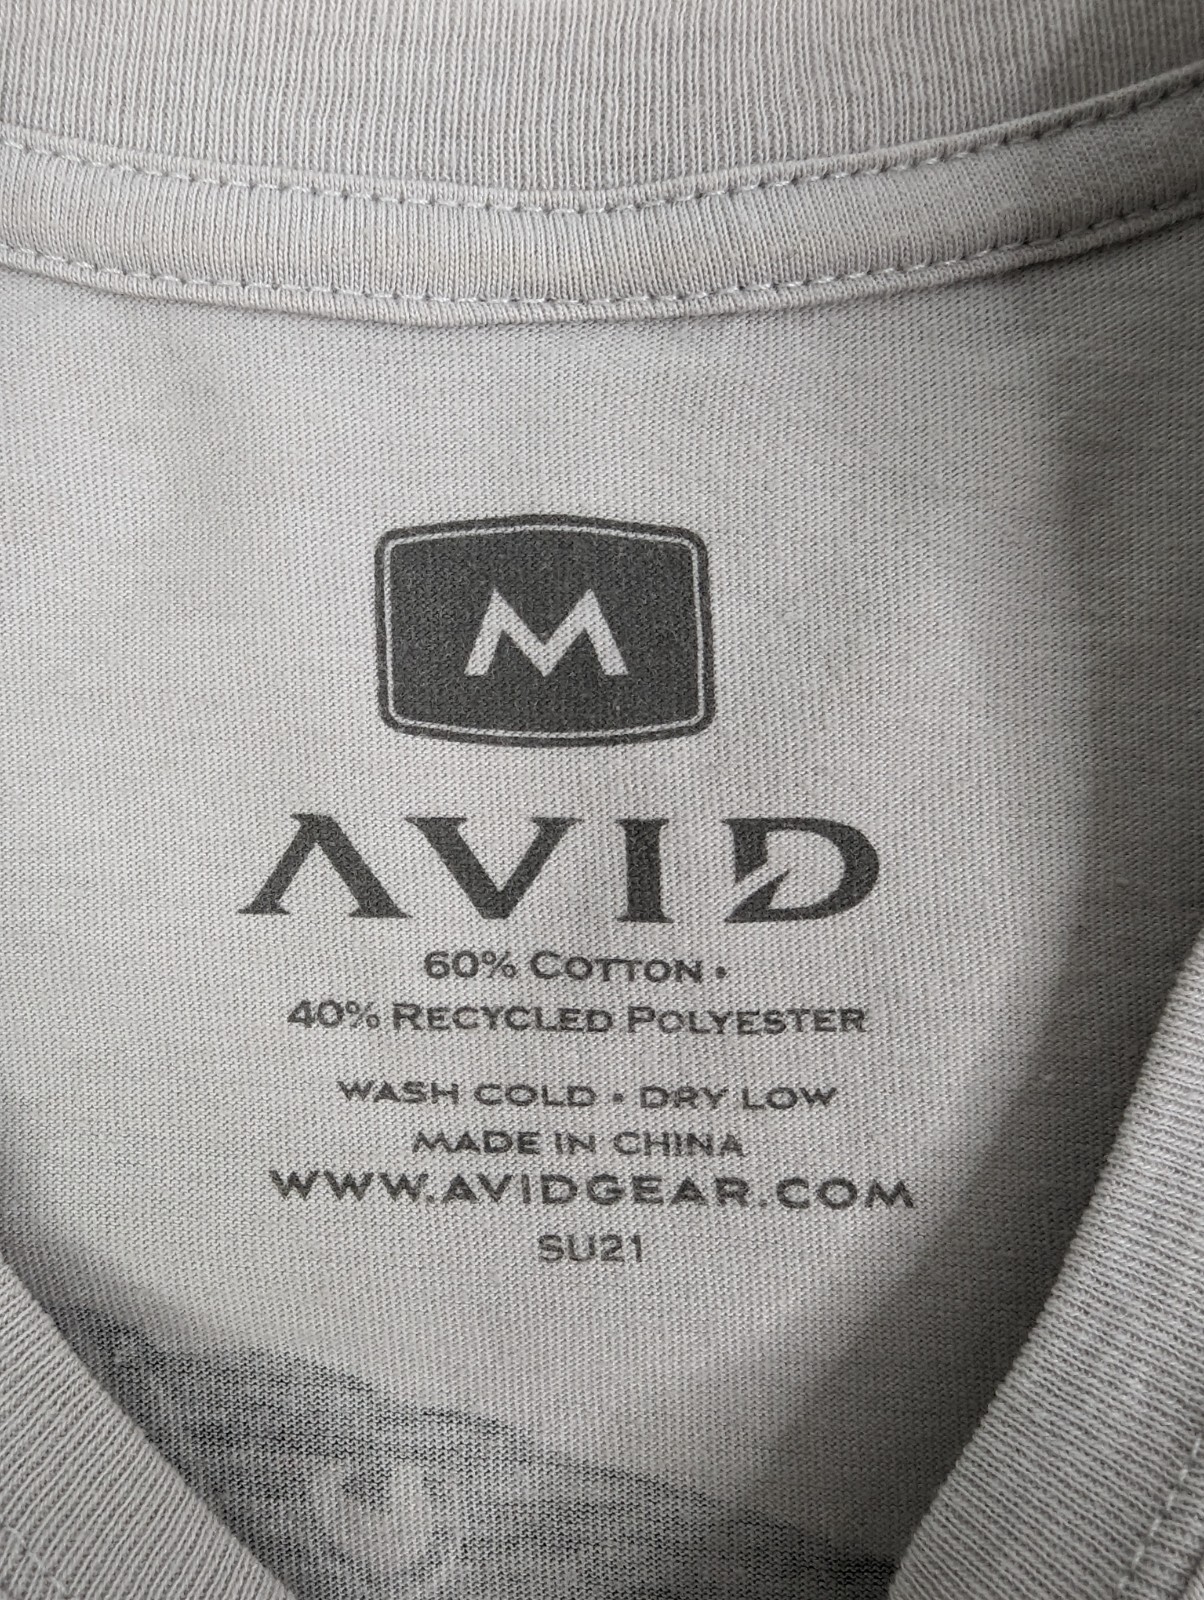 M
AVID
60% COTTON •
40% RECYCLED POLYESTER
WASH COLD • DRY LOW
MADE IN CHINA
WWW.AVIDGEAR.COM
SU21